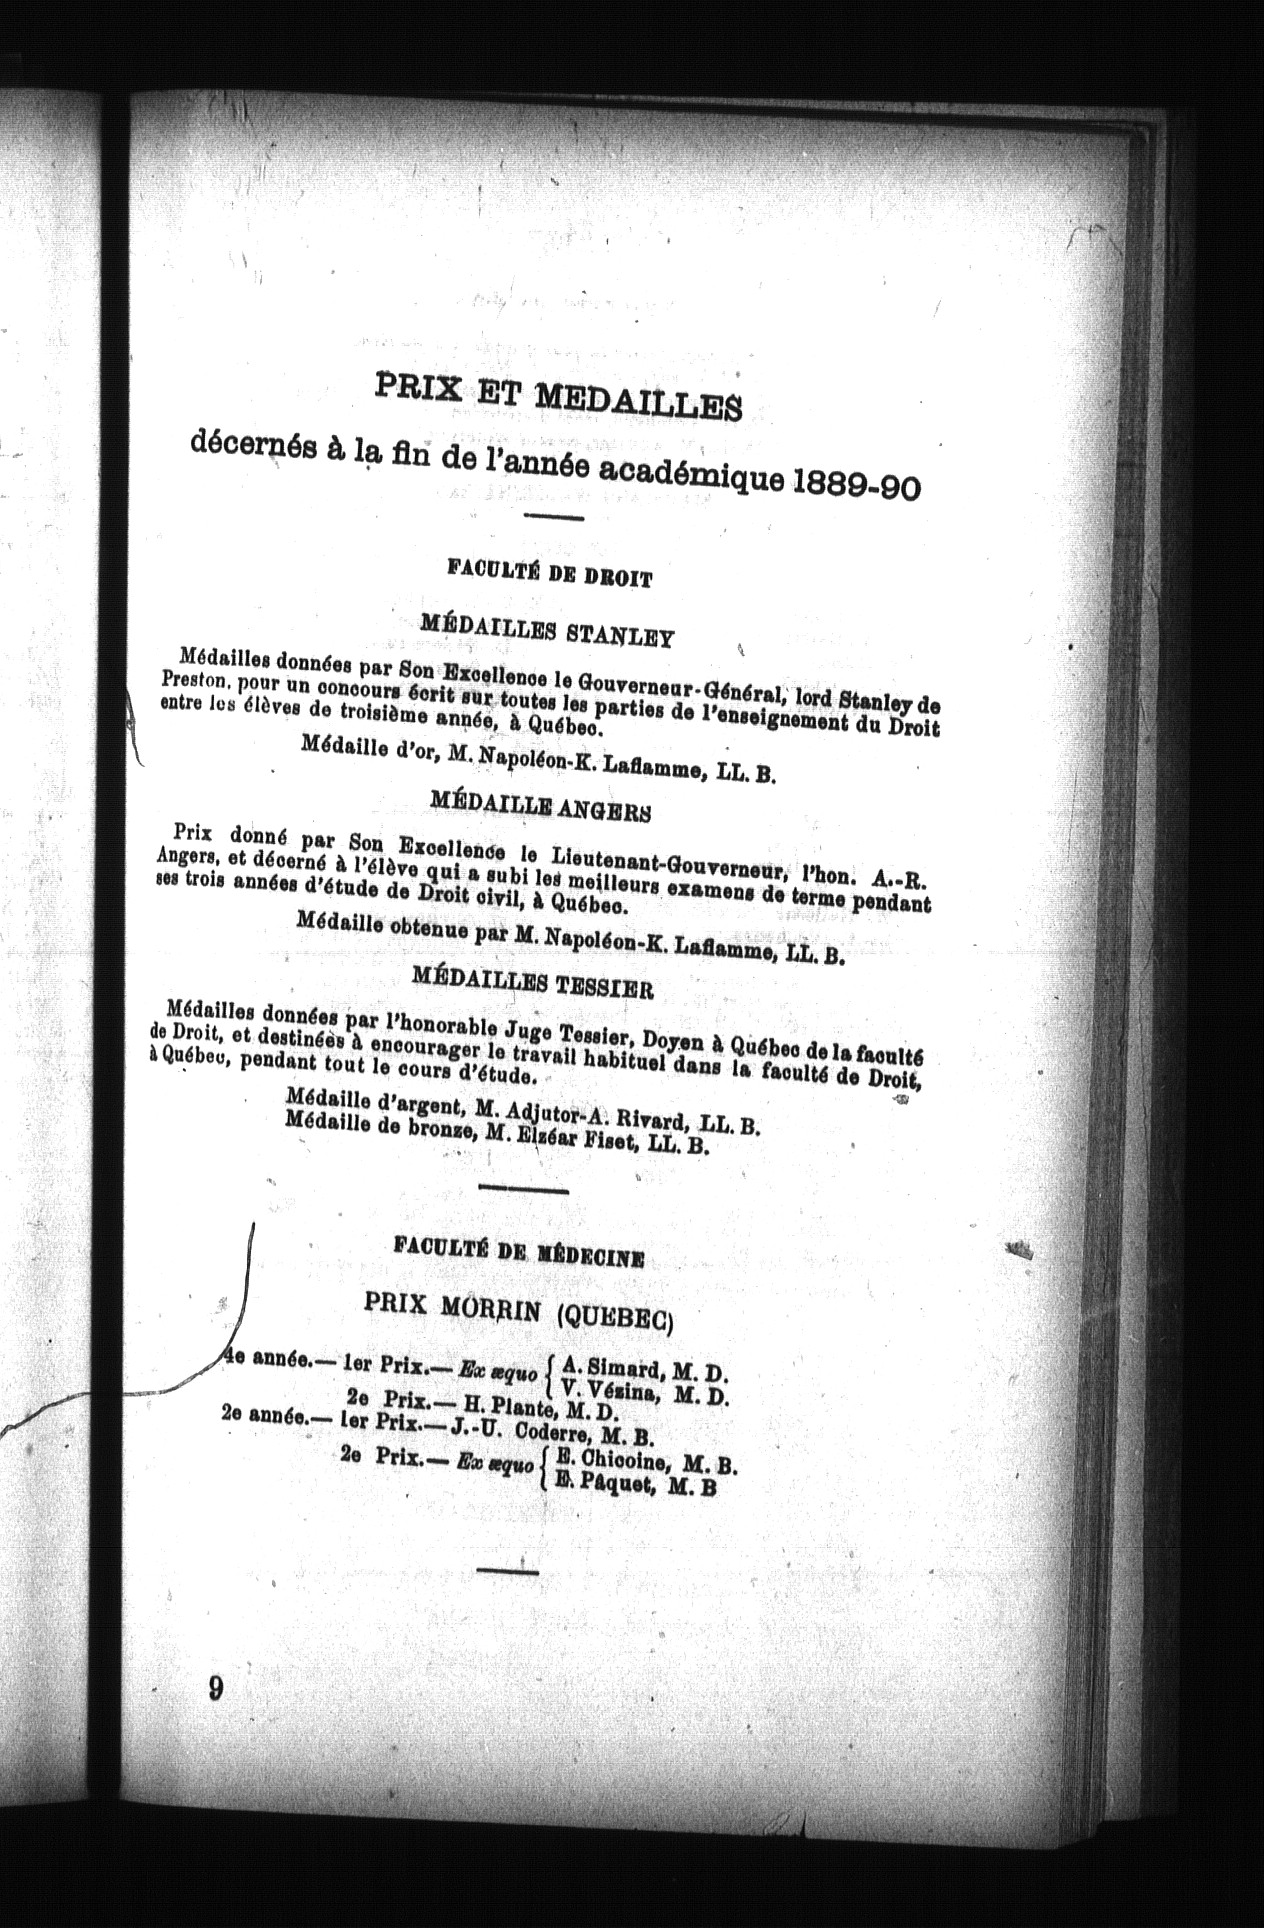 PRIX ET MEDAILLES
décernés à la fin de l'année académique 1889-90
FACULTÉ DE DROIT
MÉDAILLES STANLEY
Médailles données par Son Excellence le Gouverneur-Général, lord Stanley de
Preston, pour un concours écrit sur toutes les parties de l'enseignement du Droit
entre les élèves de troisième année, à Québec.
Médaille d'or, M. Napoléon-K. Laflamme, LL. B.
MÉDAILLE ANGERS
Prix donné par Son Excellence le Lieutenant-Gouverneur, l'hon. A.-R.
Angers, et décerné à l'élève qui a subi les meilleurs examens de terme pendant
ses trois années d'étude de Droit civil, à Québec.
Médaille obtenue par M. Napoléon-K. Laflamme, LL. B.
MÉDAILLES TESSIER
Médailles données par l'honorable Juge Tessier, Doyen à Québec de la faculté
de Droit, et destinées à encourager le travail habituel dans la faculté de Droit,
à Québec, pendant tout le cours d'étude.
Médaille d'argent, M. Adjutor-A. Rivard, LL. B.
Médaille de bronze, M. Elzéar Fiset, LL. B.
FACULTÉ DE MÉDECINE
PRIX MORRIN (QUEBEC)
4e année.— 1er Prix.— Ex æquo { A. Simard, M. D.
V. Vézina, M. D.
2e Prix.— H. Plante, M. D.
2e année.— 1er Prix.— J.-U. Coderre, M. B.
2e Prix.— Ex æquo { E. Chicoine, M. B.
E. Pâquet, M. B
9